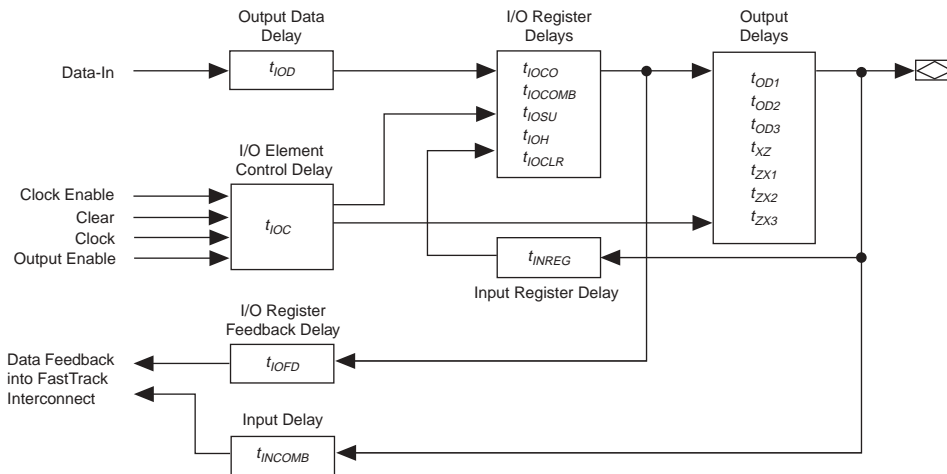 Output Data
Delay
I/O Register
Delays
Output
Delays
Data-In
tIOD
tIOCO
tIOCOMB
tIOSU
tIOH
tIOCLR
tOD1
tOD2
tOD3
tXZ
tZX1
tZX2
tZX3
I/O Element
Control Delay
Clock Enable
Clear
Clock
Output Enable
tIOC
tINREG
Input Register Delay
I/O Register
Feedback Delay
Data Feedback
into FastTrack
Interconnect
tIOFD
Input Delay
tINCOMB